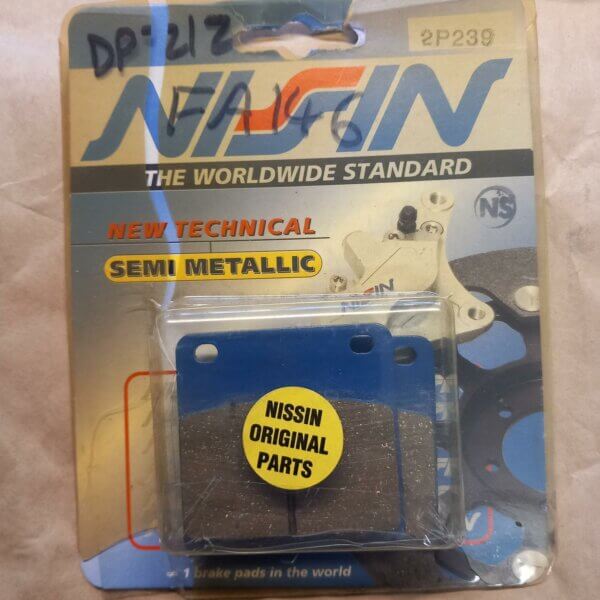 DP=212
2P239
NISSIN
FA146
THE WORLDWIDE STANDARD
NS
NEW TECHNICAL
SEMI METALLIC
NISSIN
NISSIN
ORIGINAL
PARTS
1 brake pads in the world